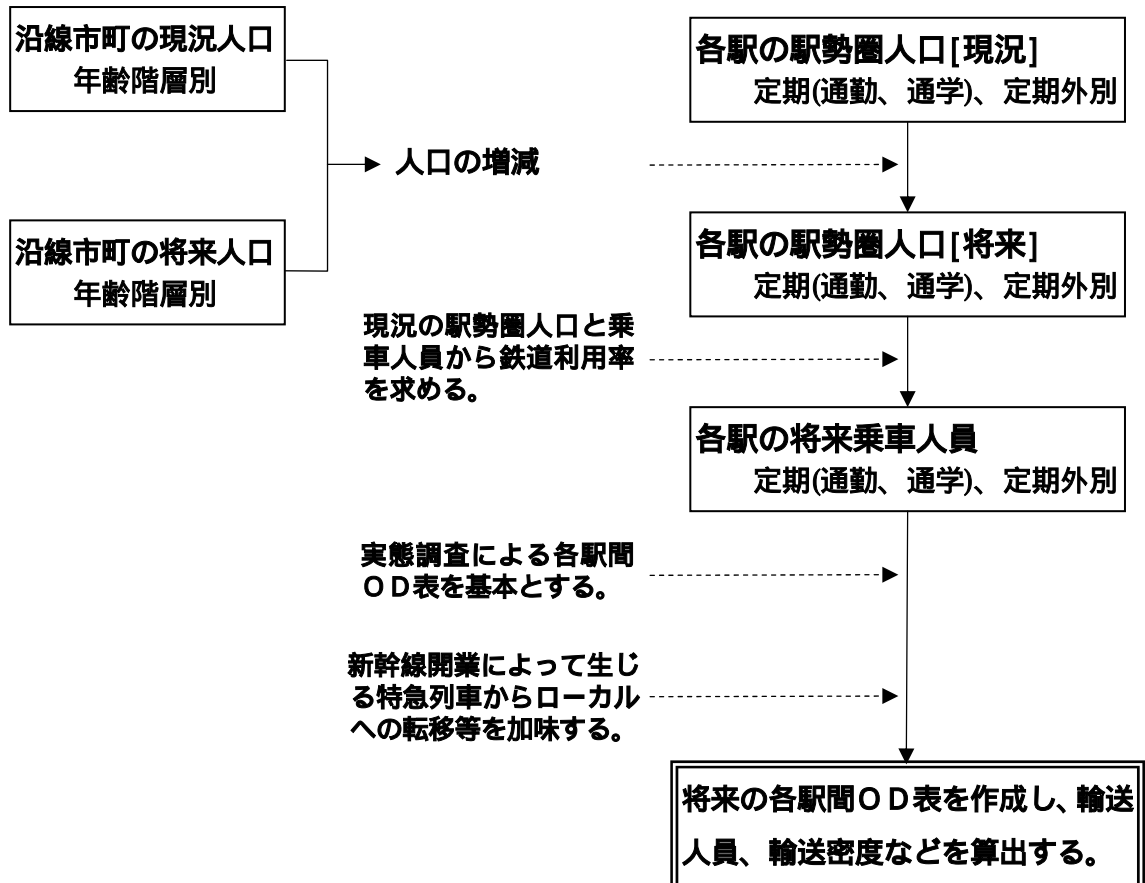 沿線市町の現況人口
年齢階層別
人口の増減
沿線市町の将来人口
年齢階層別
各駅の駅勢圏人口[現況]
定期(通勤、通学)、定期外別
各駅の駅勢圏人口[将来]
定期(通勤、通学)、定期外別
現況の駅勢圏人口と乗
車人員から鉄道利用率
を求める。
各駅の将来乗車人員
定期(通勤、通学)、定期外別
実態調査による各駅間
ＯＤ表を基本とする。
新幹線開業によって生じ
る特急列車からローカル
への転移等を加味する。
将来の各駅間ＯＤ表を作成し、輸送
人員、輸送密度などを算出する。